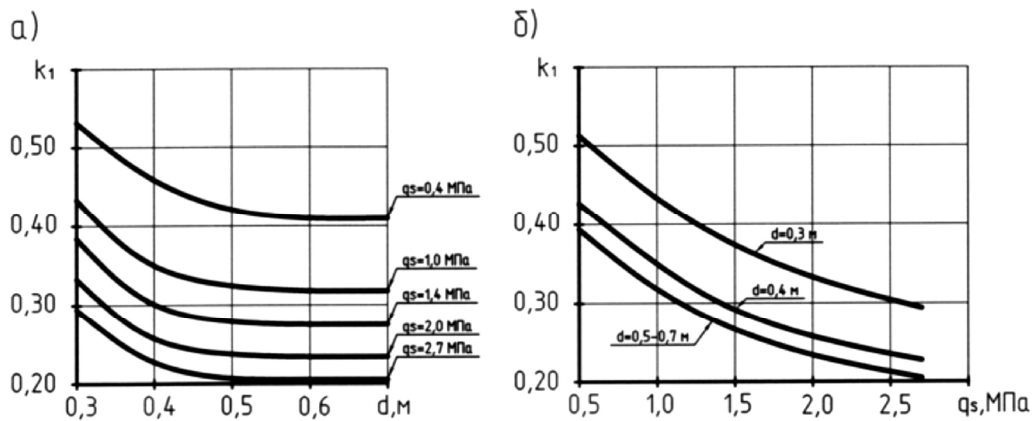 а)
k1
0,50
0,40
0,30
0,20
0,3
0,4
0,5
0,6
d,м
qs=0,4 МПа
qs=1,0 МПа
qs=1,4 МПа
qs=2,0 МПа
qs=2,7 МПа
б)
k1
0,50
0,40
0,30
0,20
0,5
1,0
1,5
2,0
2,5
qs,МПа
d=0,3 м
d=0,4 м
d=0,5-0,7 м